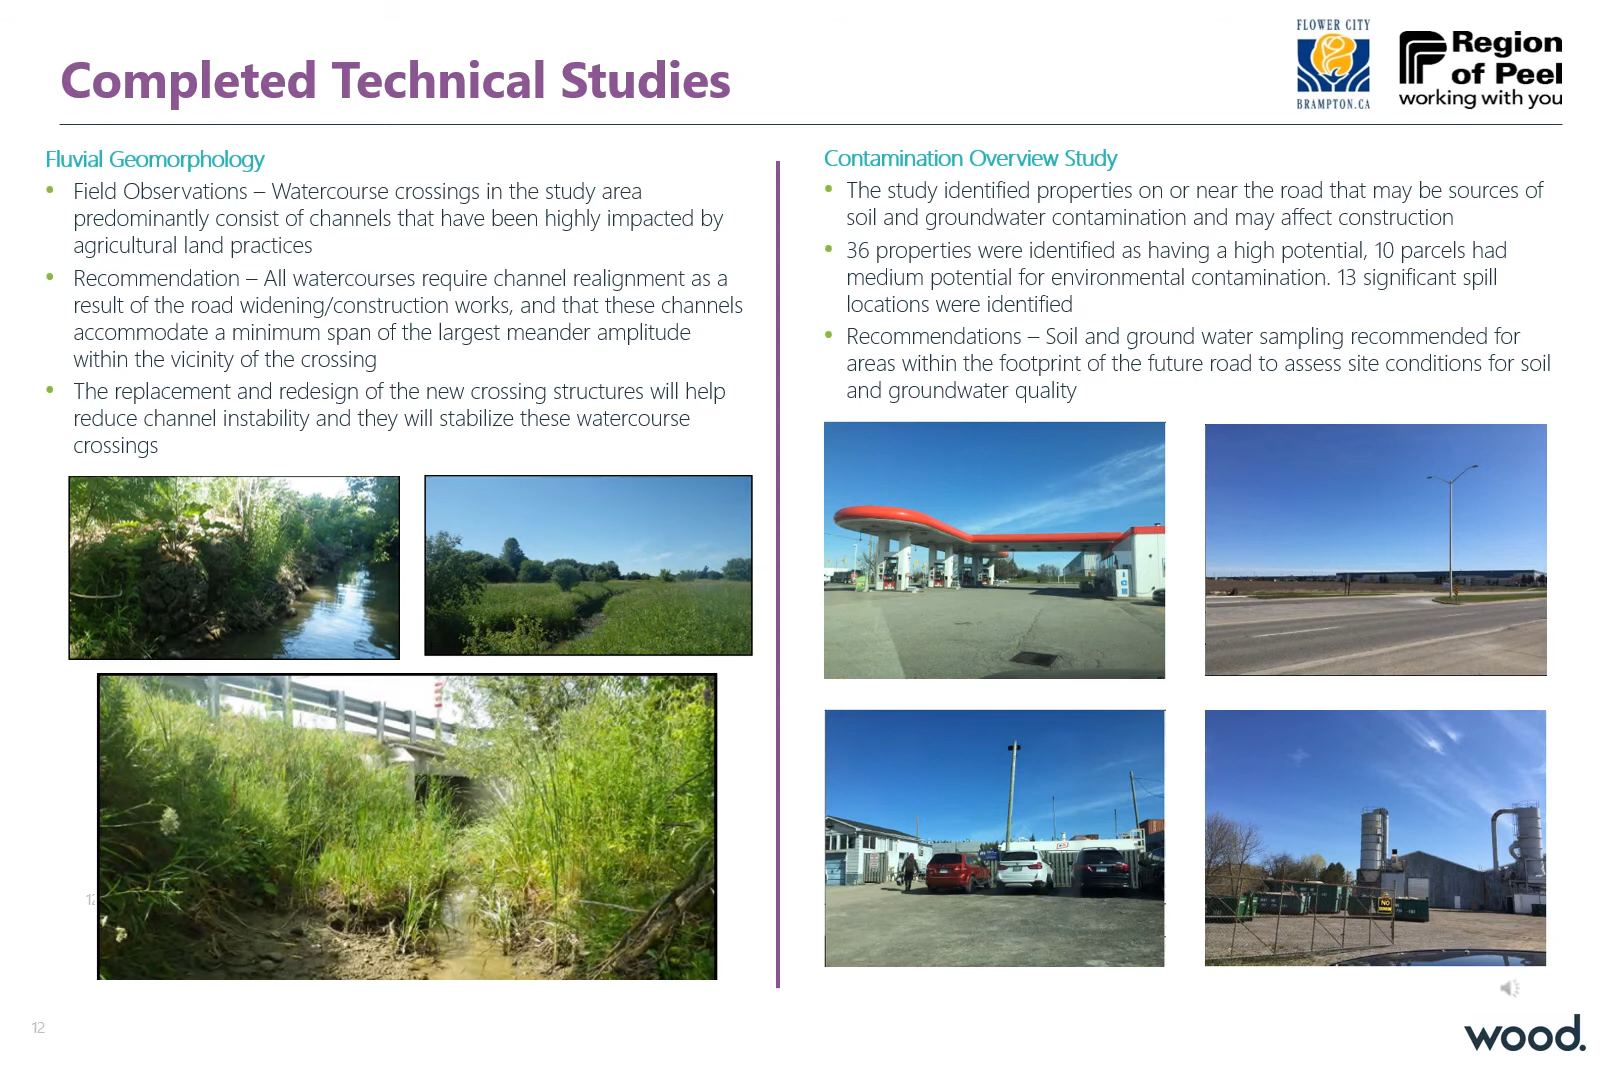 Completed Technical Studies
FLOWER CITY
BRAMPTON.CA
Region
of Peel
working with you
Fluvial Geomorphology
• Field Observations – Watercourse crossings in the study area
predominantly consist of channels that have been highly impacted by
agricultural land practices
• Recommendation – All watercourses require channel realignment as a
result of the road widening/construction works, and that these channels
accommodate a minimum span of the largest meander amplitude
within the vicinity of the crossing
• The replacement and redesign of the new crossing structures will help
reduce channel instability and they will stabilize these watercourse
crossings
Contamination Overview Study
• The study identified properties on or near the road that may be sources of
soil and groundwater contamination and may affect construction
• 36 properties were identified as having a high potential, 10 parcels had
medium potential for environmental contamination. 13 significant spill
locations were identified
• Recommendations – Soil and ground water sampling recommended for
areas within the footprint of the future road to assess site conditions for soil
and groundwater quality
NO
12
12
wood.